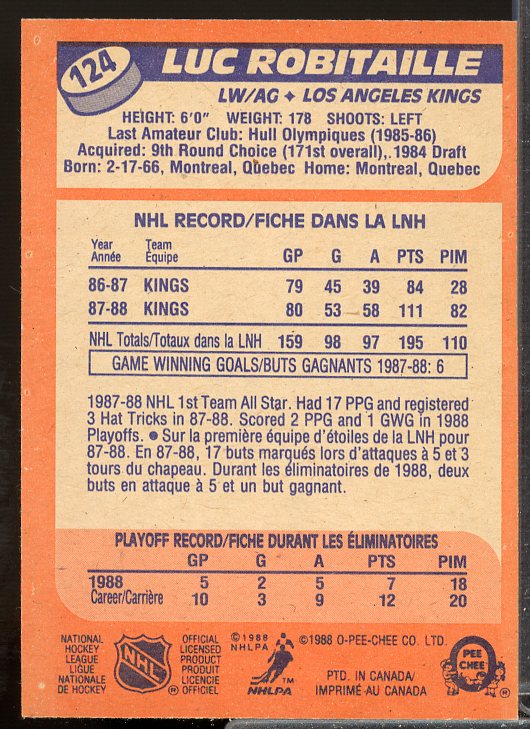 124
LUC ROBITAILLE
LW/AG ✦ LOS ANGELES KINGS
HEIGHT: 6'0" WEIGHT: 178 SHOOTS: LEFT
Last Amateur Club: Hull Olympiques (1985-86)
Acquired: 9th Round Choice (171st overall), 1984 Draft
Born: 2-17-66, Montreal, Quebec Home: Montreal, Quebec
NHL RECORD/FICHE DANS LA LNH
Year Team
Année Équipe GP G A PTS PIM
86-87 KINGS 79 45 39 84 28
87-88 KINGS 80 53 58 111 82
NHL Totals/Totaux dans la LNH 159 98 97 195 110
GAME WINNING GOALS/BUTS GAGNANTS 1987-88: 6
1987-88 NHL 1st Team All Star. Had 17 PPG and registered
3 Hat Tricks in 87-88. Scored 2 PPG and 1 GWG in 1988
Playoffs. ● Sur la première équipe d'étoiles de la LNH pour
87-88. En 87-88, 17 buts marqués lors d'attaques à 5 et 3
tours du chapeau. Durant les éliminatoires de 1988, deux
buts en attaque à 5 et un but gagnant.
PLAYOFF RECORD/FICHE DURANT LES ÉLIMINATOIRES
GP G A PTS PIM
1988 5 2 5 7 18
Career/Carrière 10 3 9 12 20
NATIONAL
HOCKEY
LEAGUE
LIGUE
NATIONALE
DE HOCKEY
NHL
®
OFFICIAL
LICENSED
PRODUCT
PRODUIT
LICENCIE
OFFICIEL
©1988
NHLPA
NHLPA
©1988 O-PEE-CHEE CO. LTD.
PTD. IN CANADA/
IMPRIMÉ AU CANADA
PEE
CHEE
®